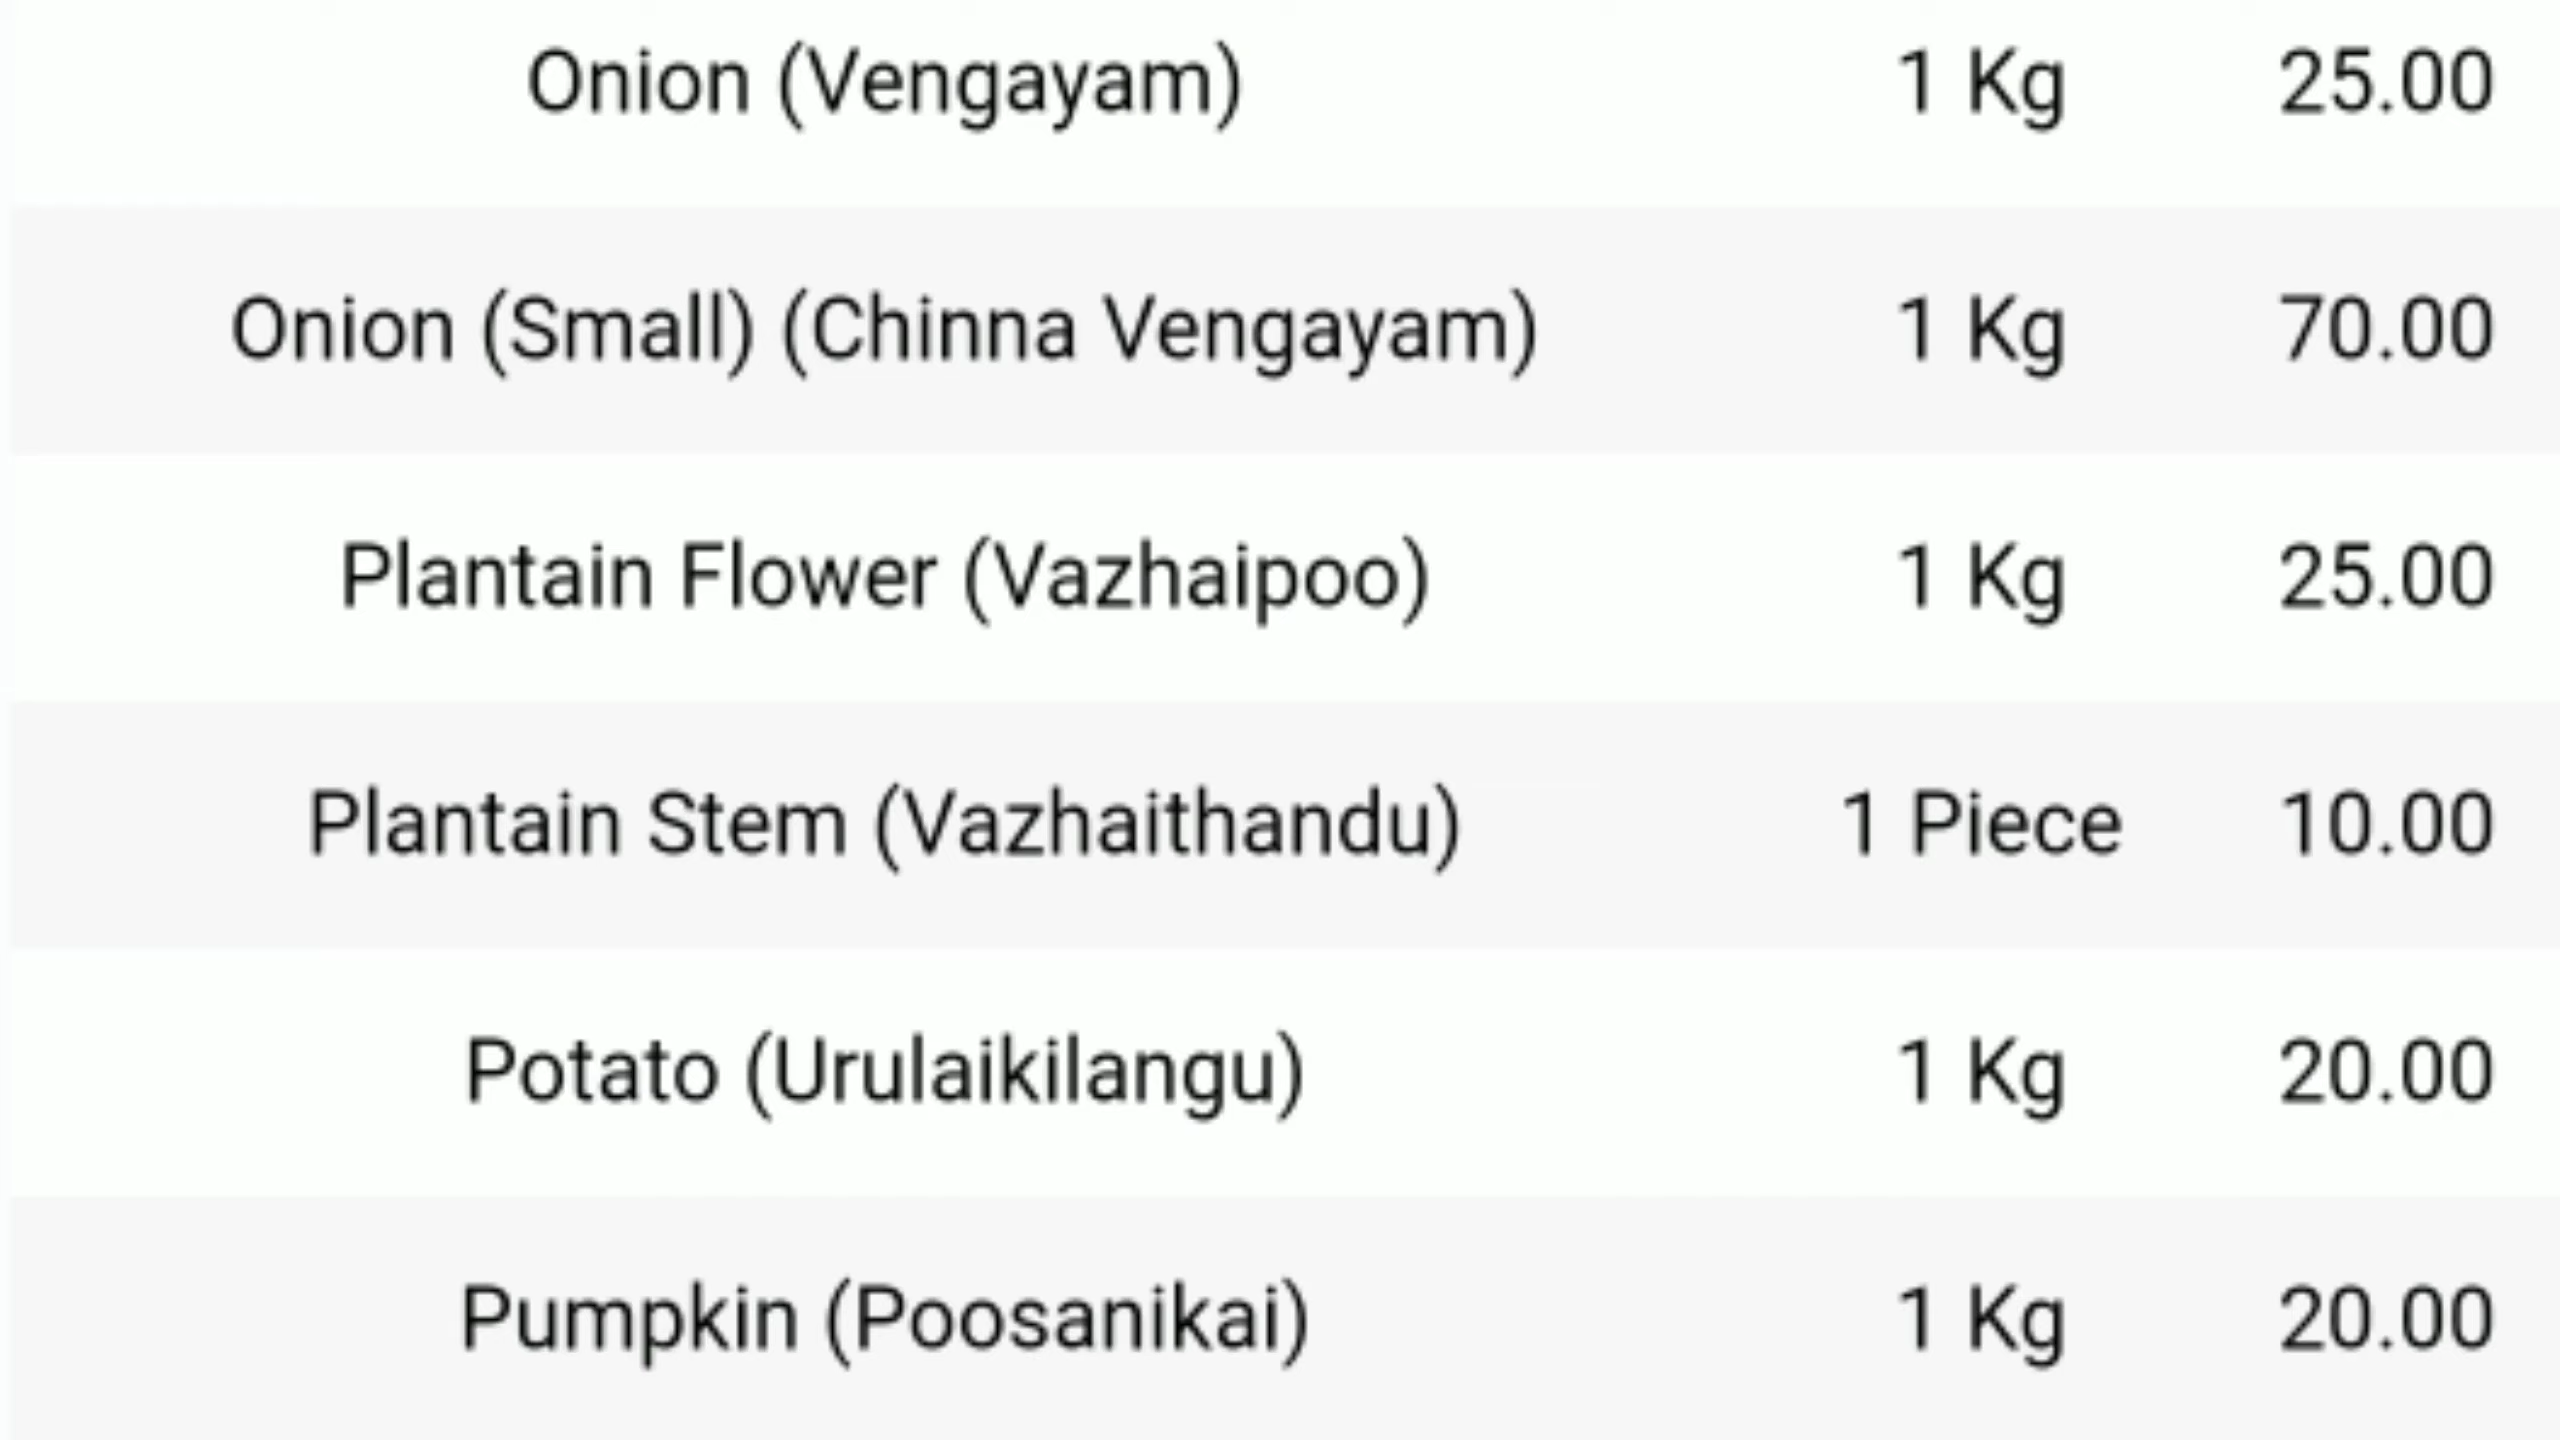 Onion (Vengayam) 1 Kg 25.00
Onion (Small) (Chinna Vengayam) 1 Kg 70.00
Plantain Flower (Vazhaipoo) 1 Kg 25.00
Plantain Stem (Vazhaithandu) 1 Piece 10.00
Potato (Urulaikilangu) 1 Kg 20.00
Pumpkin (Poosanikai) 1 Kg 20.00